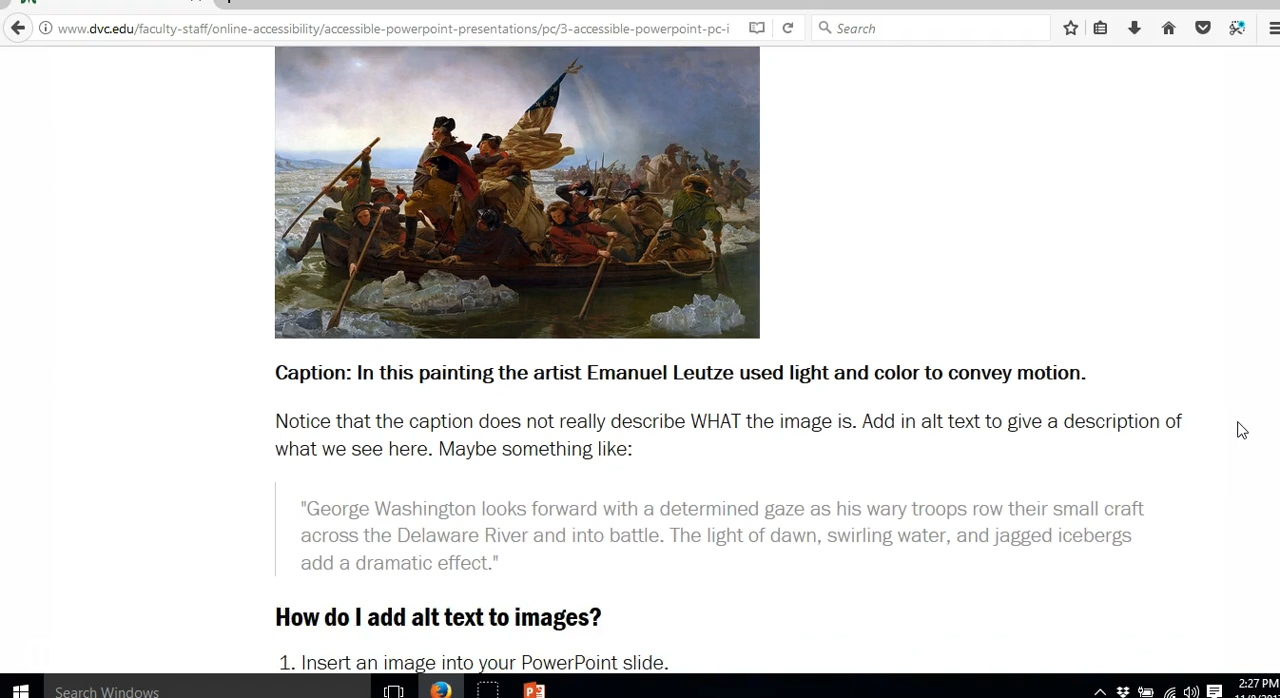 www.dvc.edu/faculty-staff/online-accessibility/accessible-powerpoint-presentations/pc/3-accessible-powerpoint-pc-i
Search
Caption: In this painting the artist Emanuel Leutze used light and color to convey motion.
Notice that the caption does not really describe WHAT the image is. Add in alt text to give a description of
what we see here. Maybe something like:
"George Washington looks forward with a determined gaze as his wary troops row their small craft
across the Delaware River and into battle. The light of dawn, swirling water, and jagged icebergs
add a dramatic effect."
How do I add alt text to images?
1. Insert an image into your PowerPoint slide.
Search Windows
2:27 PM